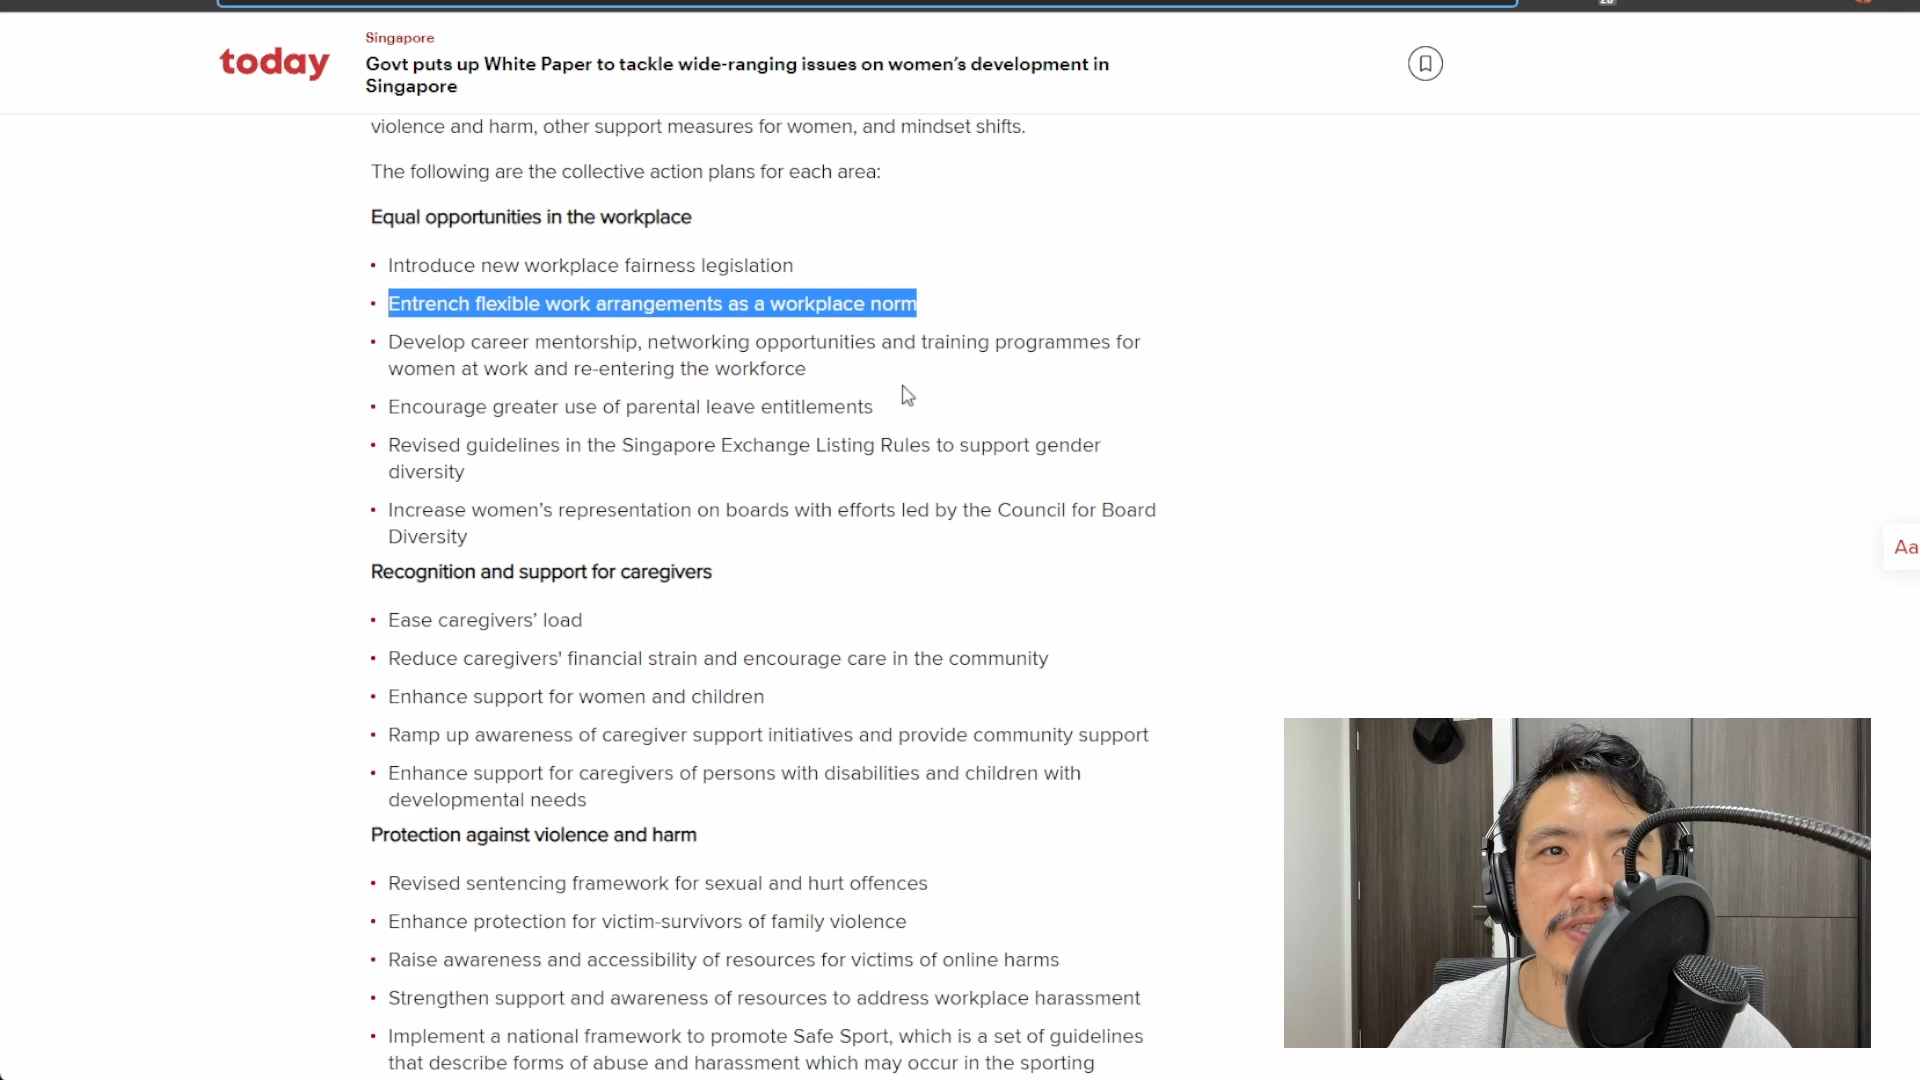 today
Singapore
Govt puts up White Paper to tackle wide-ranging issues on women’s development in
Singapore
violence and harm, other support measures for women, and mindset shifts.
The following are the collective action plans for each area:
Equal opportunities in the workplace
• Introduce new workplace fairness legislation
• Entrench flexible work arrangements as a workplace norm
• Develop career mentorship, networking opportunities and training programmes for
women at work and re-entering the workforce
• Encourage greater use of parental leave entitlements
• Revised guidelines in the Singapore Exchange Listing Rules to support gender
diversity
• Increase women’s representation on boards with efforts led by the Council for Board
Diversity
Aa
Recognition and support for caregivers
• Ease caregivers’ load
• Reduce caregivers' financial strain and encourage care in the community
• Enhance support for women and children
• Ramp up awareness of caregiver support initiatives and provide community support
• Enhance support for caregivers of persons with disabilities and children with
developmental needs
Protection against violence and harm
• Revised sentencing framework for sexual and hurt offences
• Enhance protection for victim-survivors of family violence
• Raise awareness and accessibility of resources for victims of online harms
• Strengthen support and awareness of resources to address workplace harassment
• Implement a national framework to promote Safe Sport, which is a set of guidelines
that describe forms of abuse and harassment which may occur in the sporting